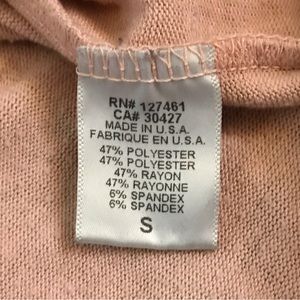 RN# 127461
CA# 30427
MADE IN U.S.A.
FABRIQUE EN U.S.A.
47% POLYESTER
47% POLYESTER
47% RAYON
47% RAYONNE
6% SPANDEX
6% SPANDEX
S